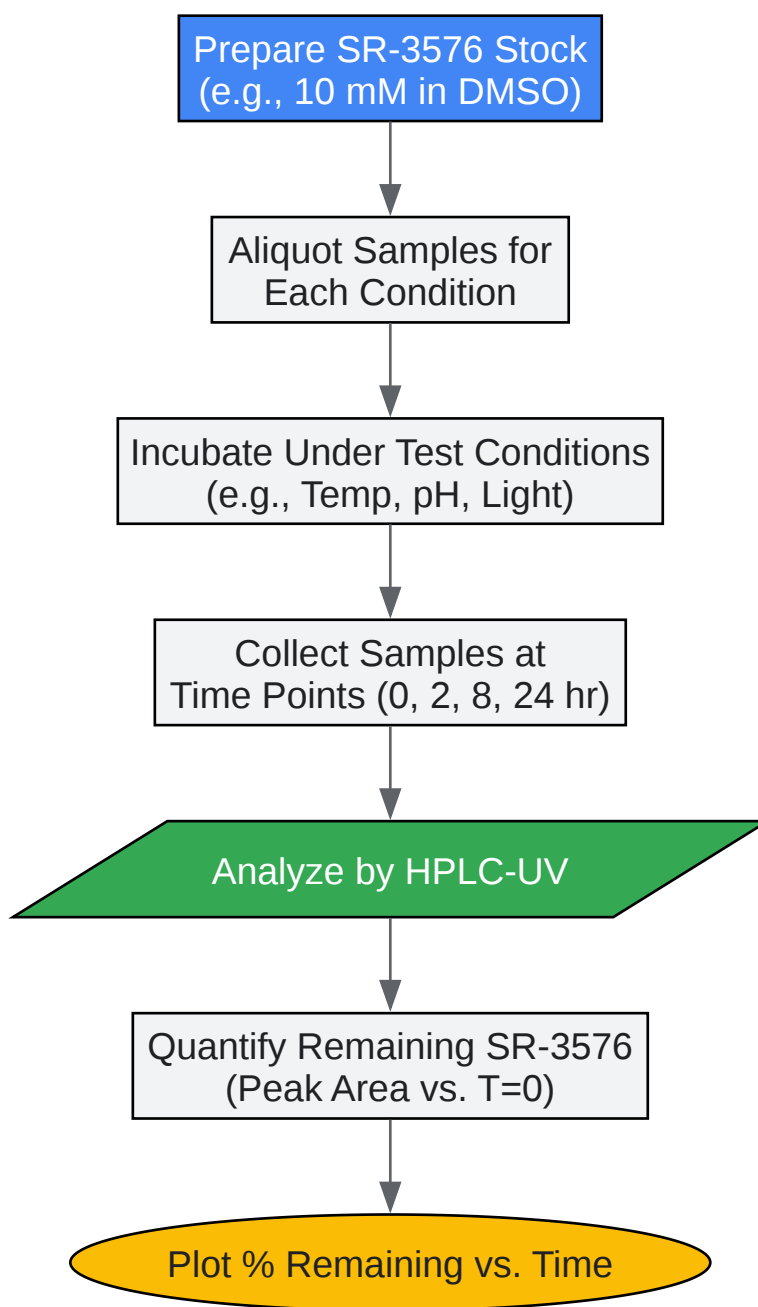 Prepare SR-3576 Stock
(e.g., 10 mM in DMSO)
Aliquot Samples for
Each Condition
Incubate Under Test Conditions
(e.g., Temp, pH, Light)
Collect Samples at
Time Points (0, 2, 8, 24 hr)
Analyze by HPLC-UV
Quantify Remaining SR-3576
(Peak Area vs. T=0)
Plot % Remaining vs. Time